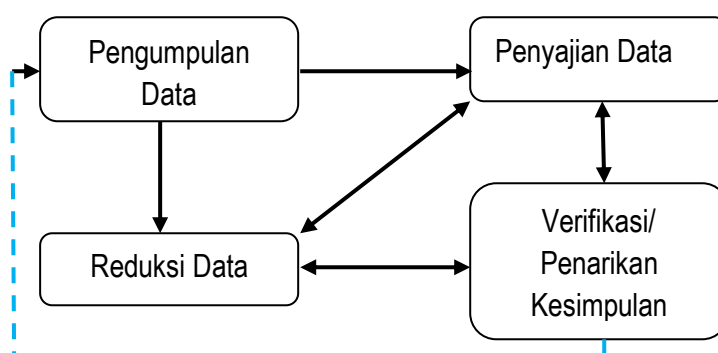 Pengumpulan
Data
Penyajian Data
Reduksi Data
Verifikasi/
Penarikan
Kesimpulan